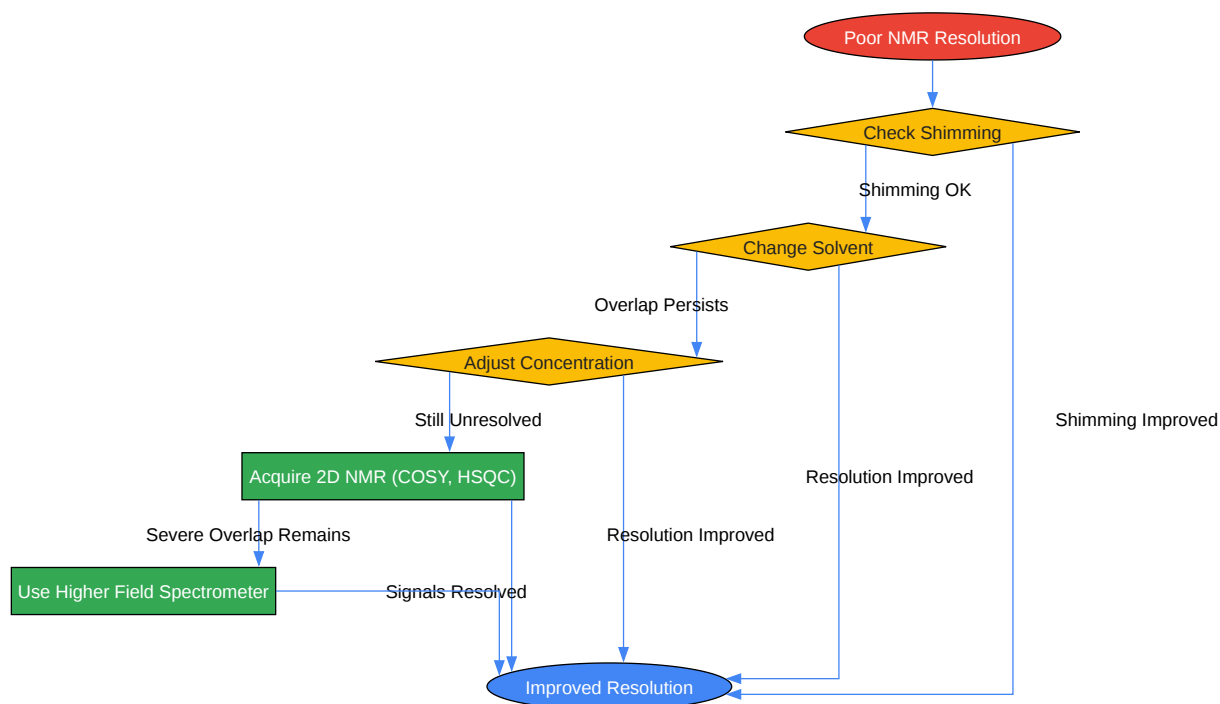 Poor NMR Resolution
Check Shimming
Shimming OK
Change Solvent
Overlap Persists
Adjust Concentration
Still Unresolved
Shimming Improved
Acquire 2D NMR (COSY, HSQC)
Resolution Improved
Severe Overlap Remains
Resolution Improved
Use Higher Field Spectrometer
Signals Resolved
Improved Resolution